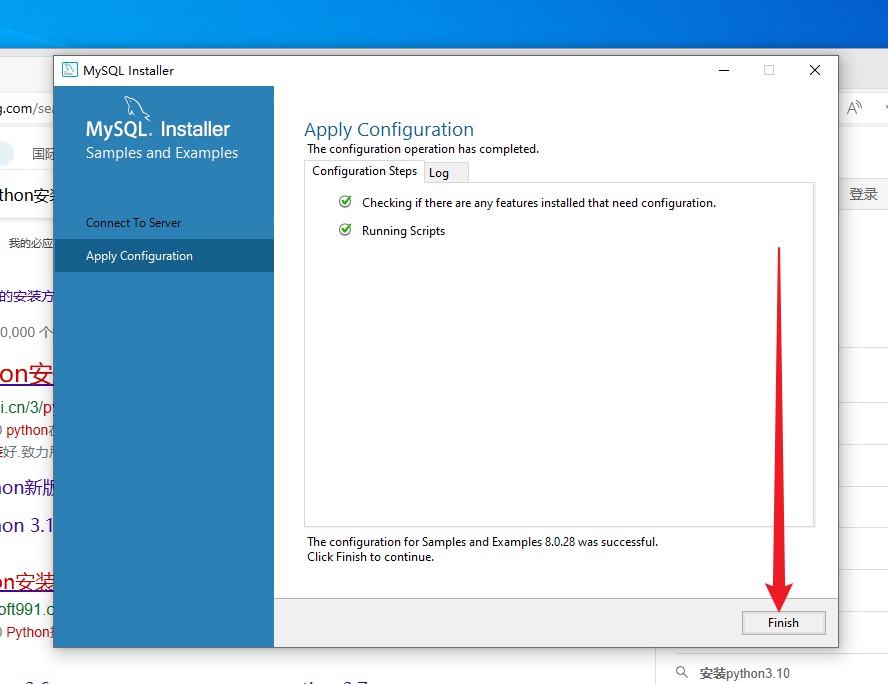 MySQL Installer
MySQL. Installer
Samples and Examples
Connect To Server
Apply Configuration
Apply Configuration
The configuration operation has completed.
Configuration Steps
Log
Checking if there are any features installed that need configuration.
Running Scripts
The configuration for Samples and Examples 8.0.28 was successful.
Click Finish to continue.
Finish
g.com/sea
国际
thon安装
我的必应
的安装方
0,000 个
on安
i.cn/3/py
python
好.致力
on新版
on 3.1
on安装
oft991.c
Python
登录
安装python3.10